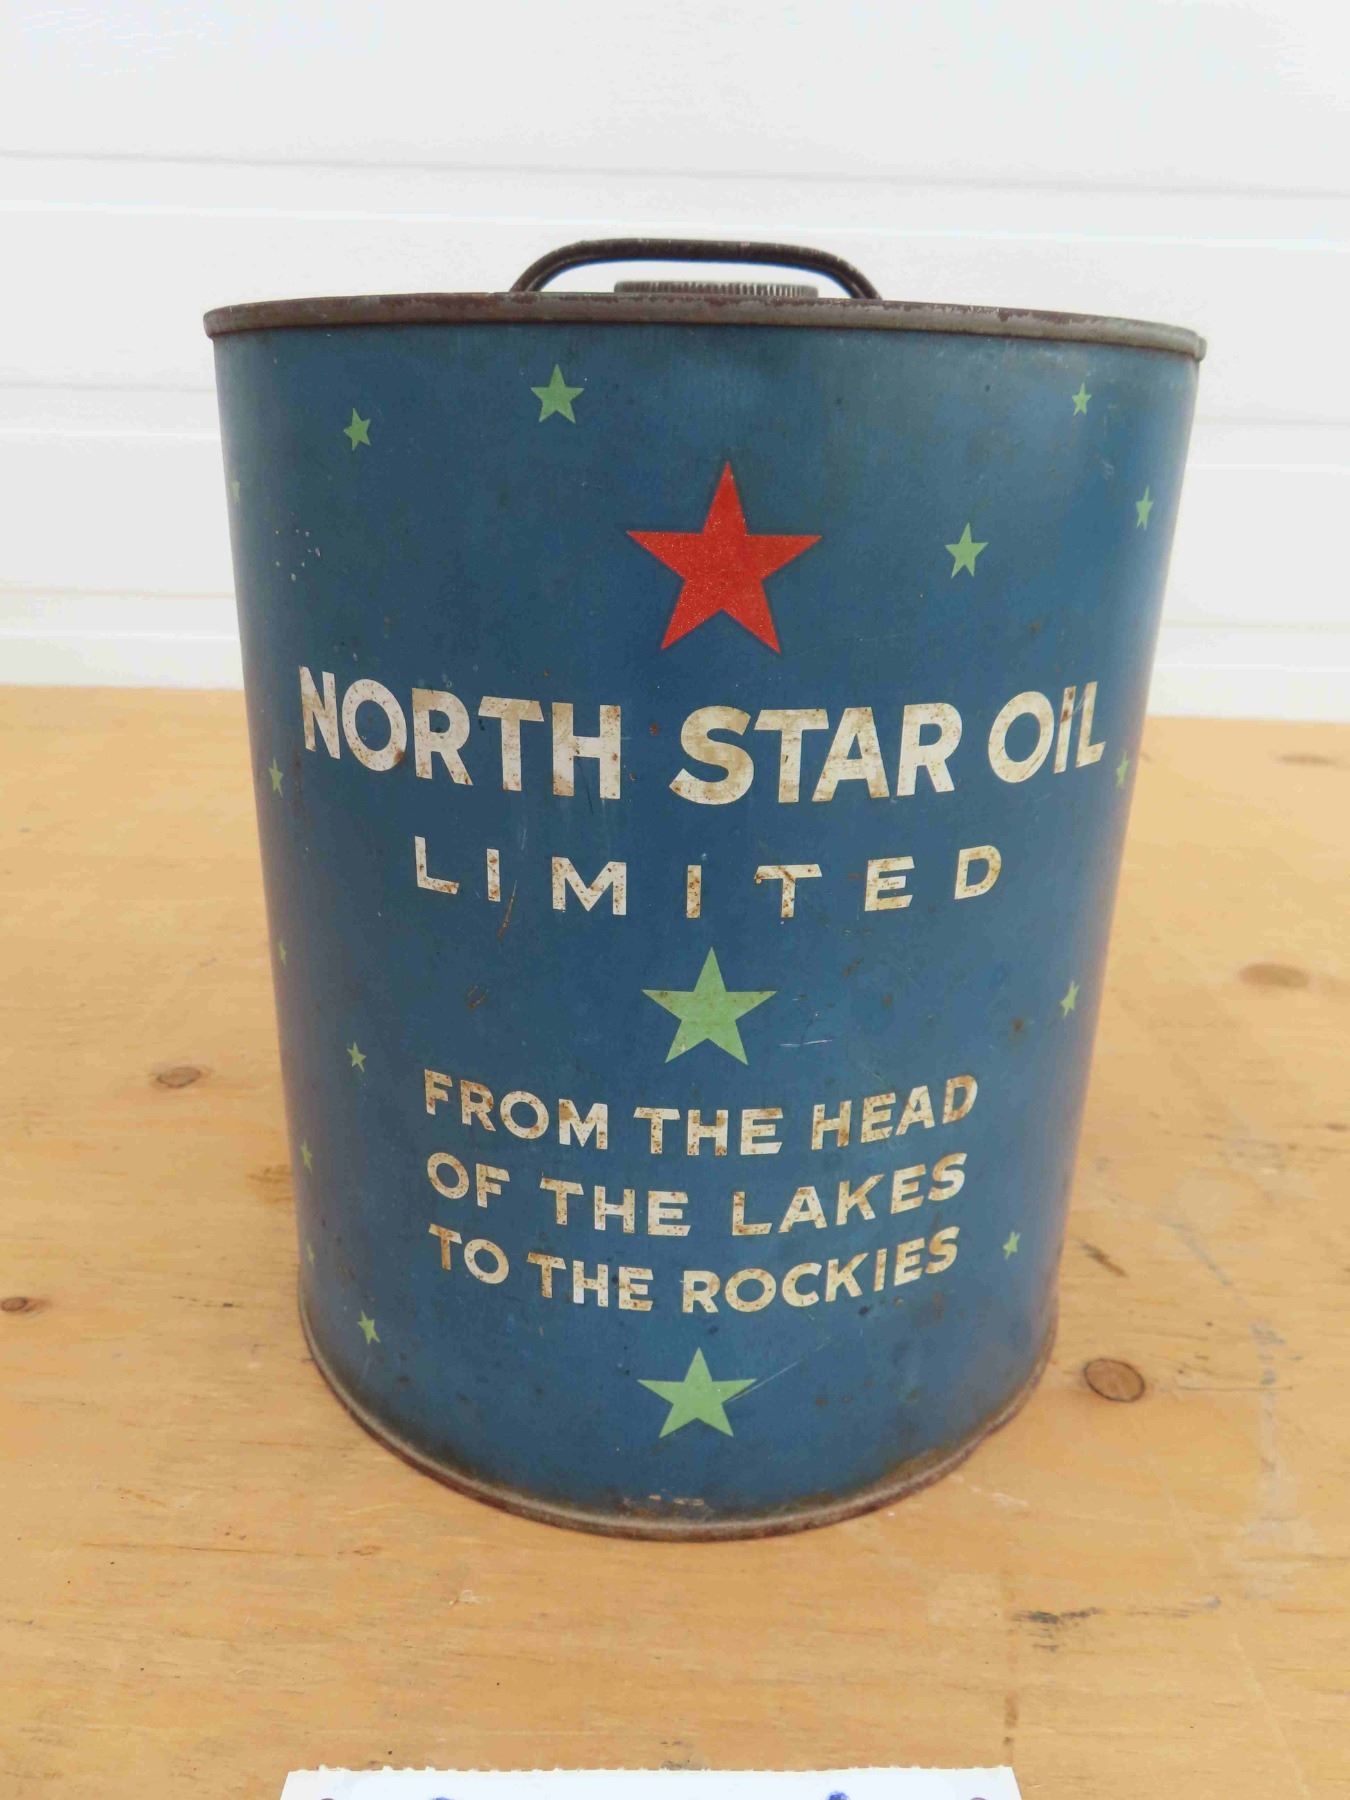 NORTH STAR OIL
LIMITED
FROM THE HEAD
OF THE LAKES
TO THE ROCKIES